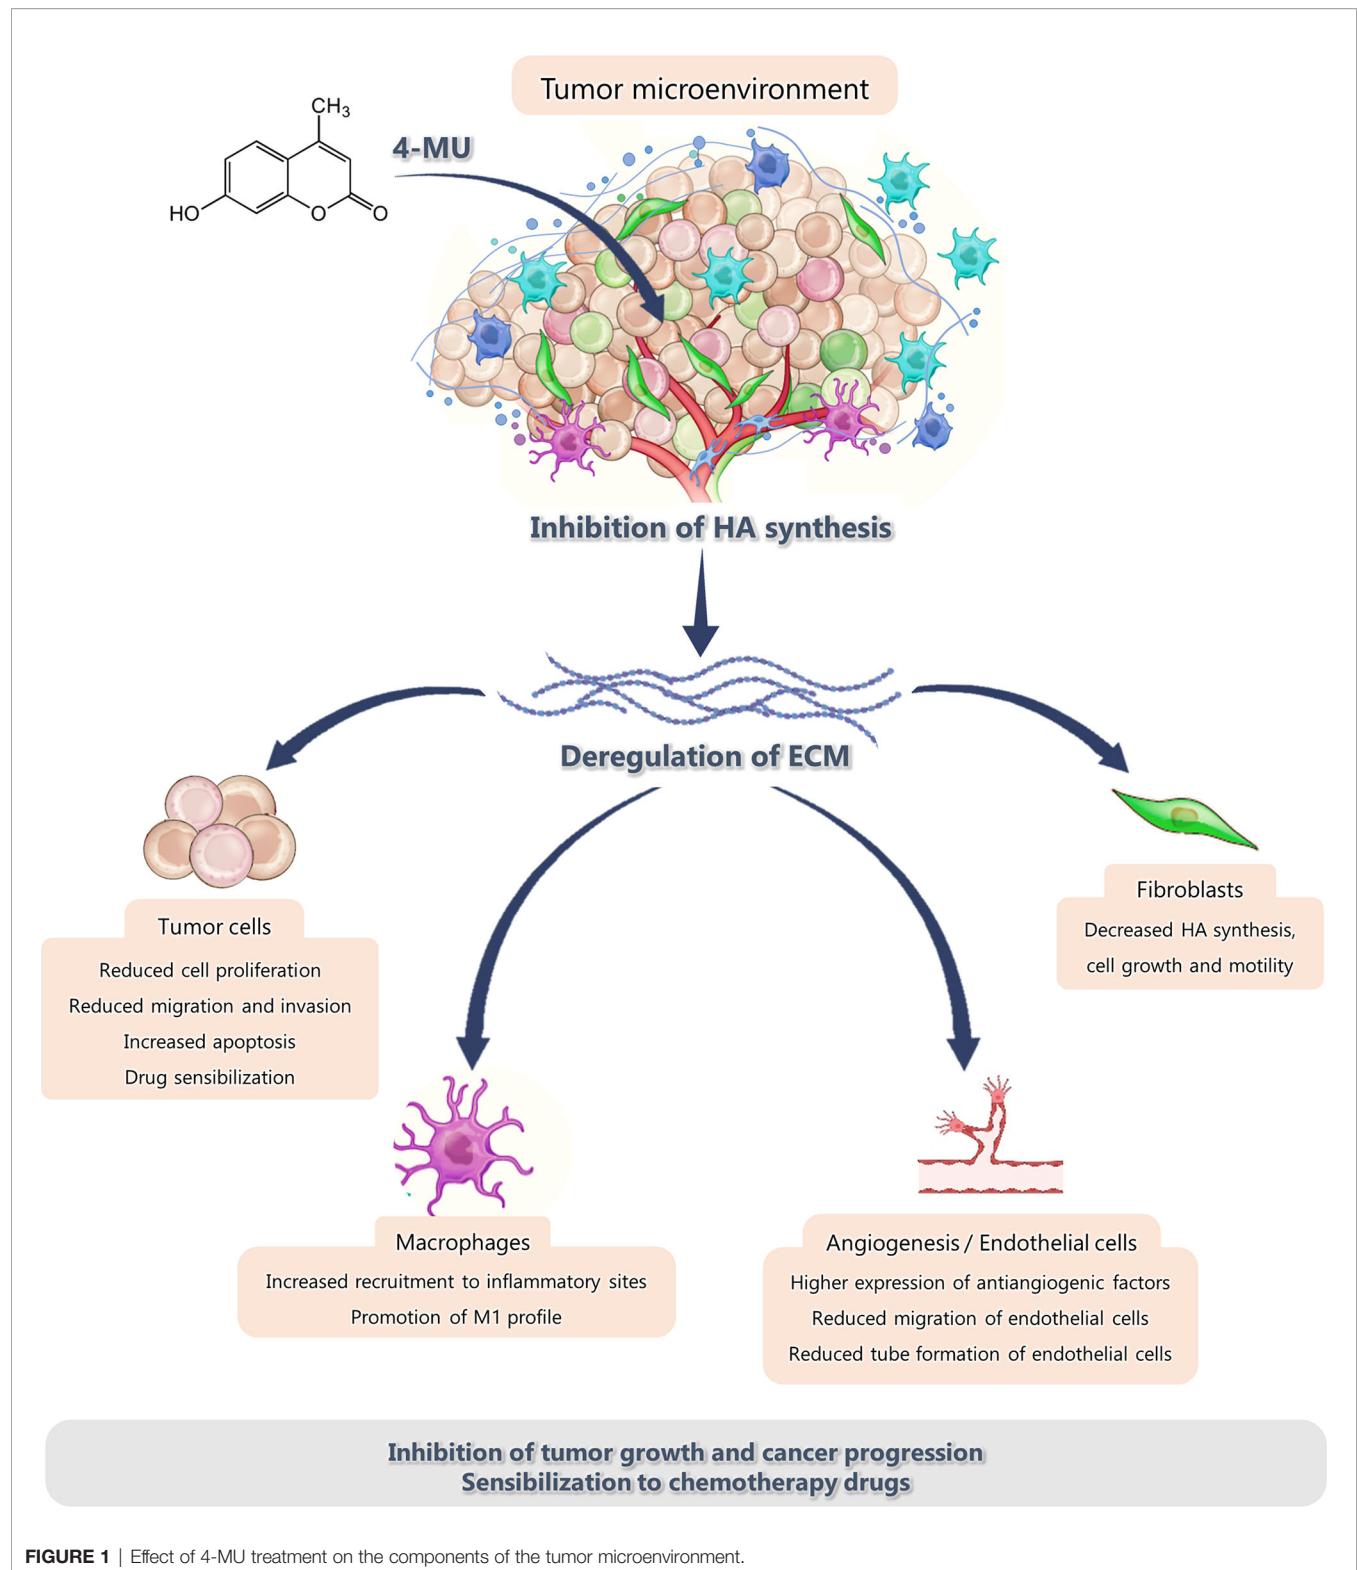 Tumor microenvironment
CH3
4-MU
HO
O
O
Inhibition of HA synthesis
Deregulation of ECM
Tumor cells
Reduced cell proliferation
Reduced migration and invasion
Increased apoptosis
Drug sensibilization
Fibroblasts
Decreased HA synthesis,
cell growth and motility
Macrophages
Increased recruitment to inflammatory sites
Promotion of M1 profile
Angiogenesis / Endothelial cells
Higher expression of antiangiogenic factors
Reduced migration of endothelial cells
Reduced tube formation of endothelial cells
Inhibition of tumor growth and cancer progression
Sensibilization to chemotherapy drugs
FIGURE 1 | Effect of 4-MU treatment on the components of the tumor microenvironment.